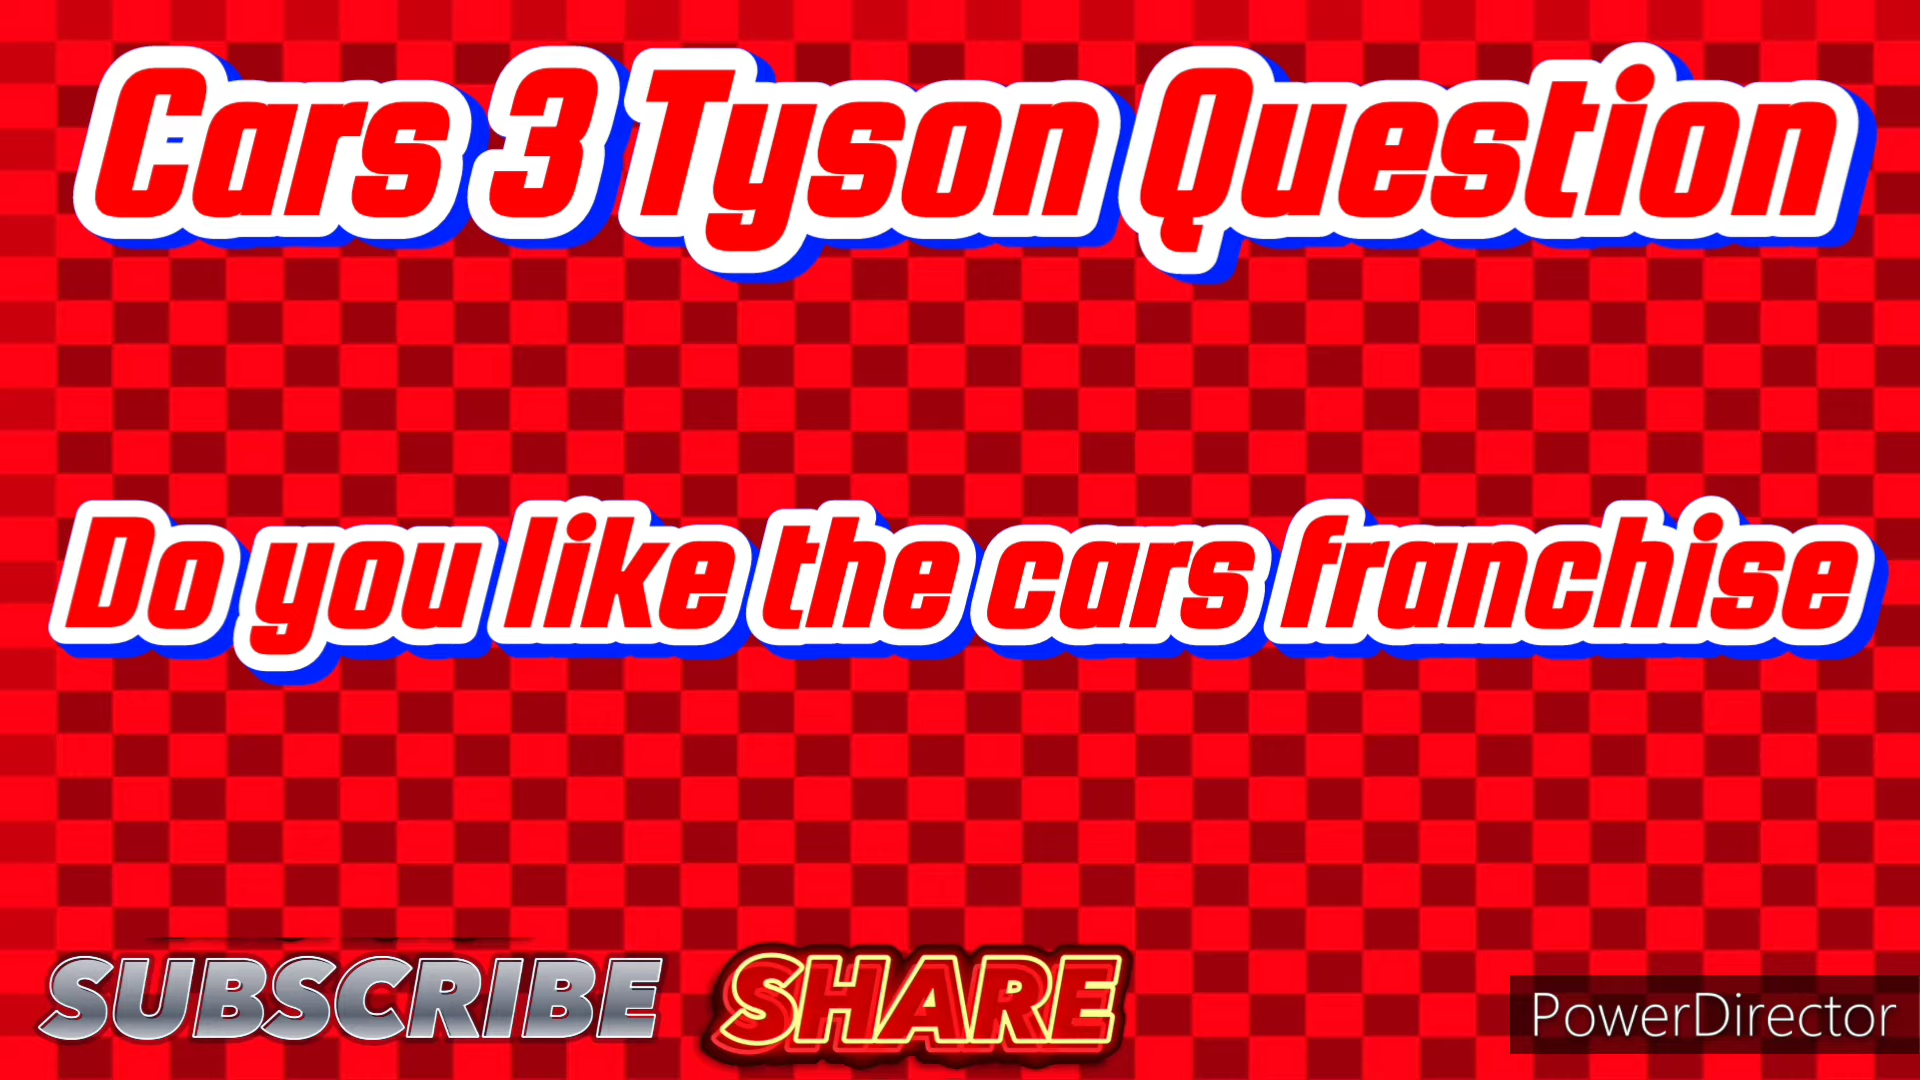 Cars 3 Tyson Question
Do you like the cars franchise
SUBSCRIBE SHARE
PowerDirector